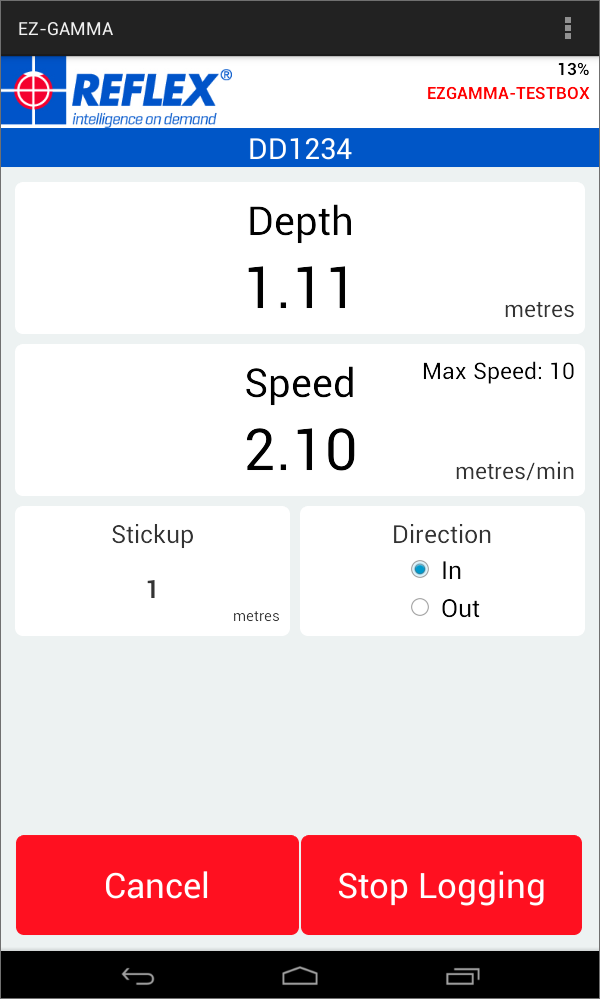 EZ-GAMMA
13%
REFLEX®
intelligence on demand
EZGAMMA-TESTBOX
DD1234
Depth
1.11
metres
Speed
Max Speed: 10
2.10
metres/min
Stickup
1
metres
Direction
In
Out
Cancel
Stop Logging